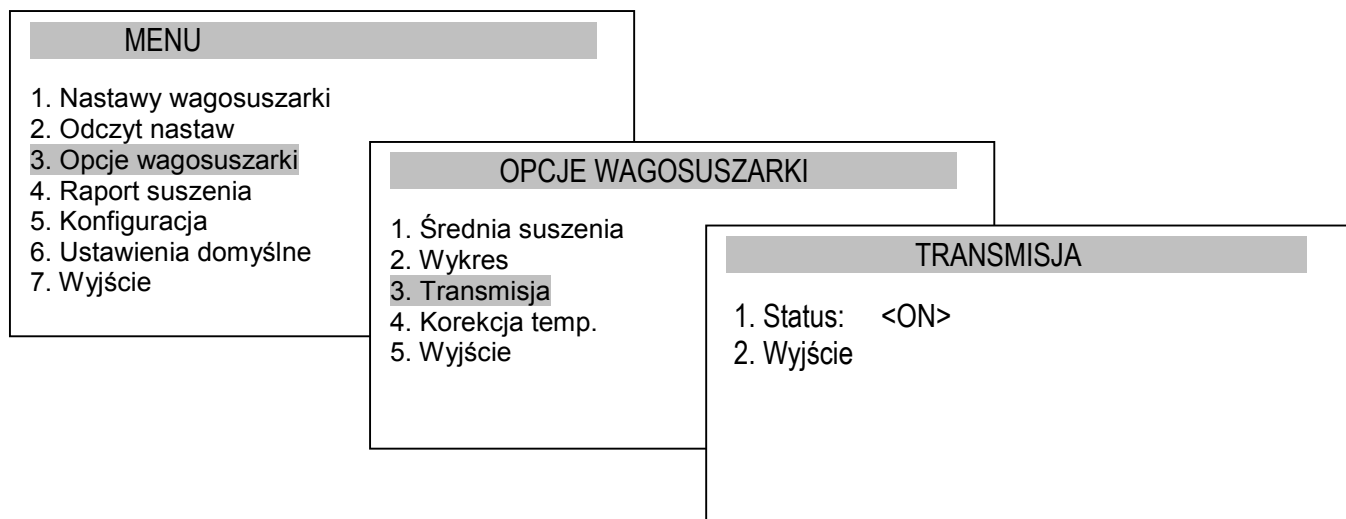 MENU
1. Nastawy wagosuszarki
2. Odczyt nastaw
3. Opcje wagosuszarki
4. Raport suszenia
5. Konfiguracja
6. Ustawienia domyślne
7. Wyjście
OPCJE WAGOSUSZARKI
1. Średnia suszenia
2. Wykres
3. Transmisja
4. Korekcja temp.
5. Wyjście
TRANSMISJA
1. Status: <ON>
2. Wyjście